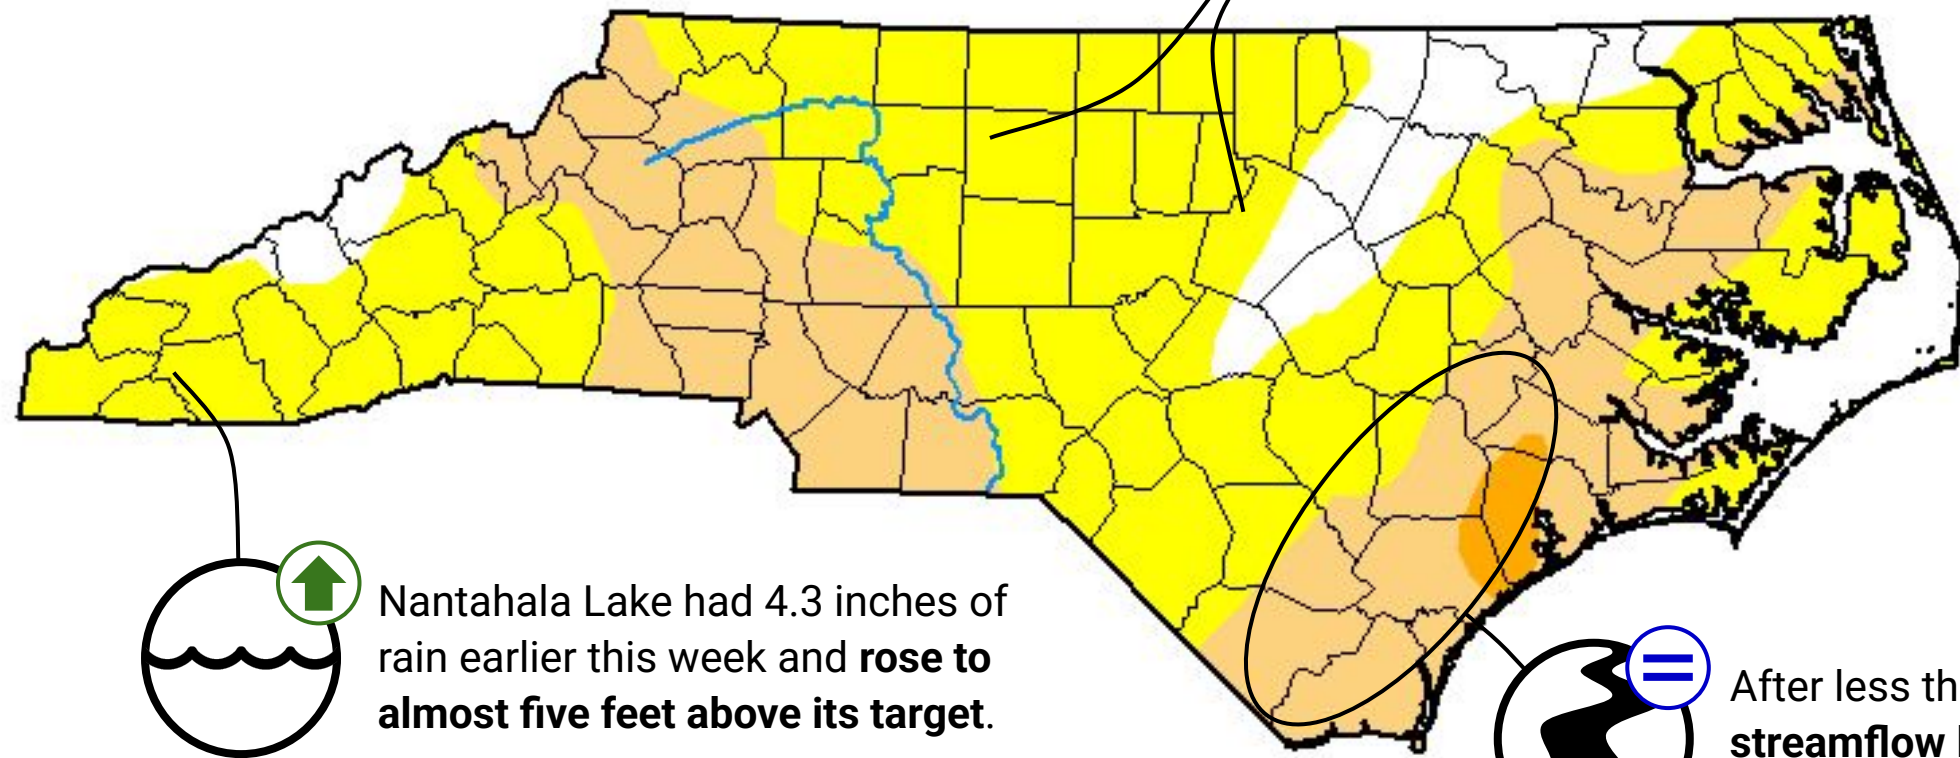 Nantahala Lake had 4.3 inches of
rain earlier this week and rose to
almost five feet above its target.
After less
streamflow